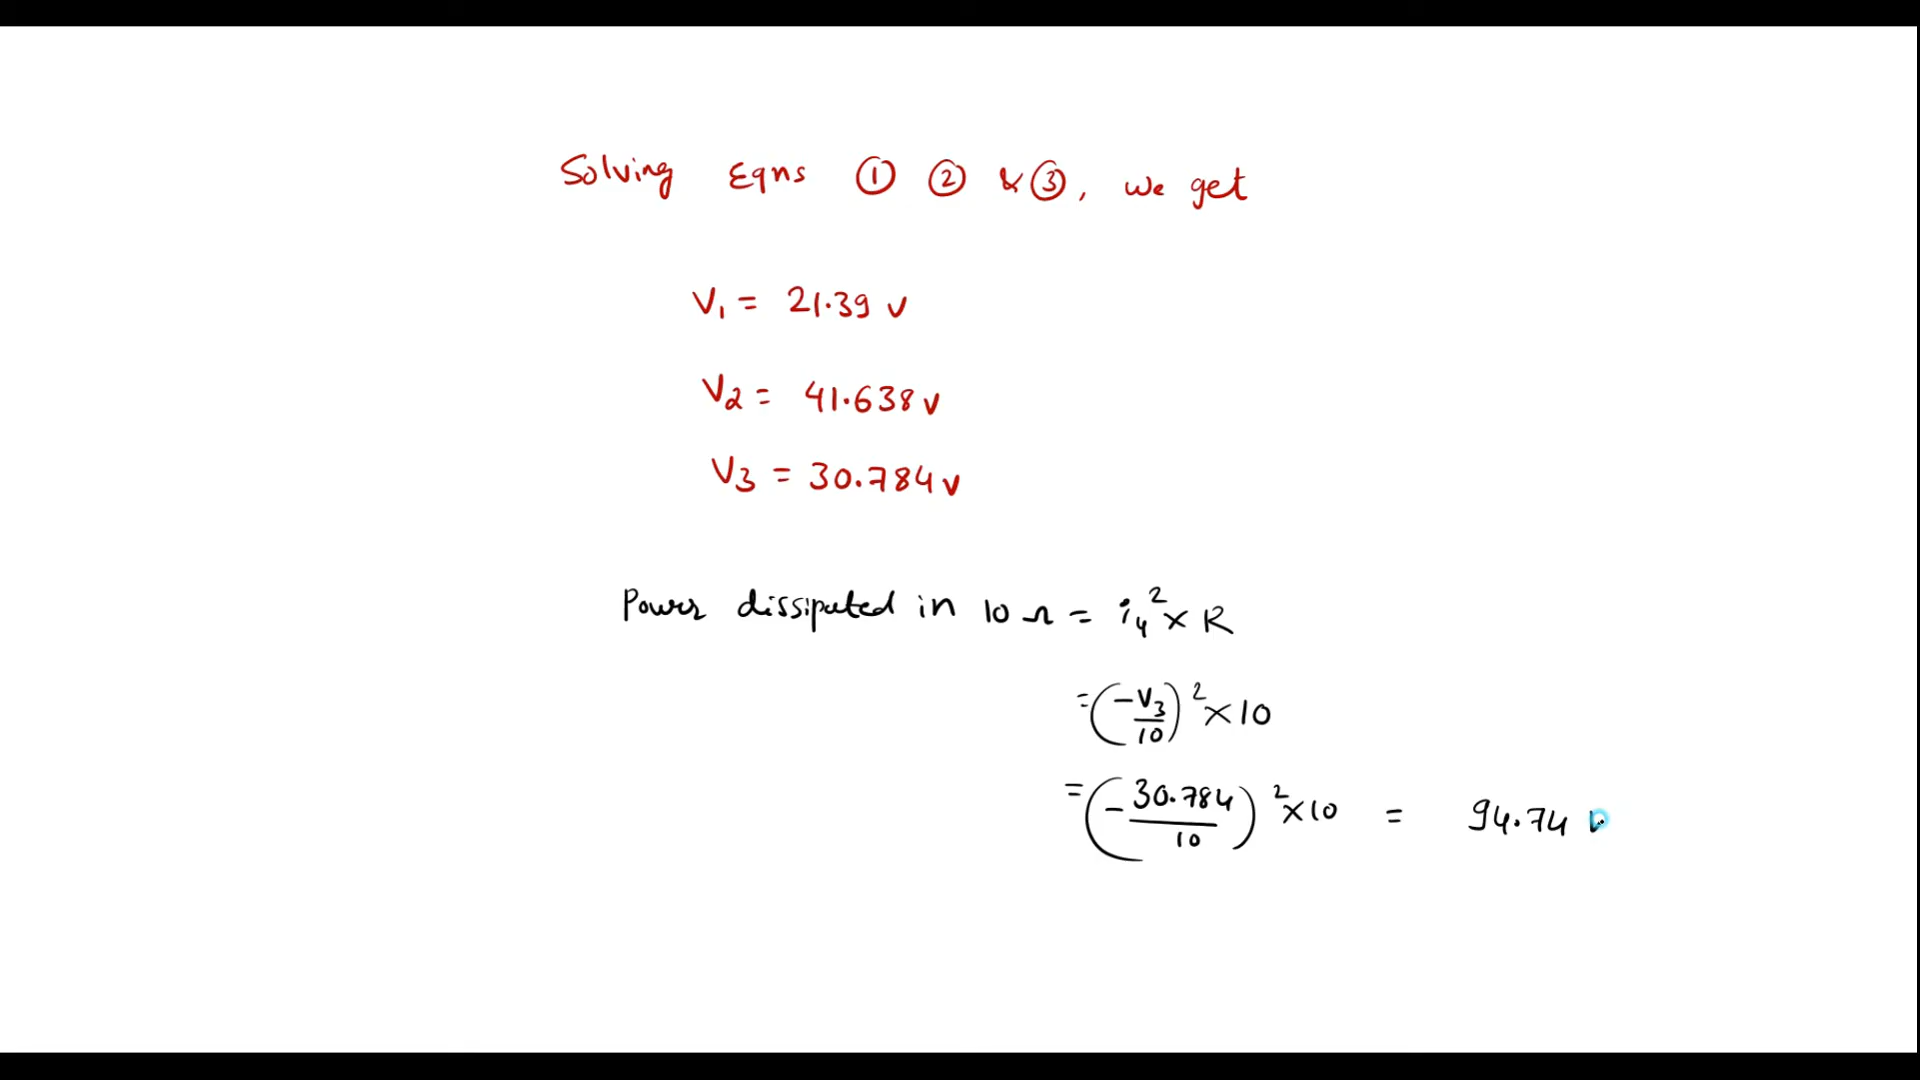 Solving Eqns ① ② & ③, we get
V₁ = 21.39 v
V₂ = 41.638 v
V₃ = 30.784 v
Power dissipated in 10 Ω = i₄² × R
= (-V₃/10)² × 10
= (-30.784/10)² × 10 = 94.74